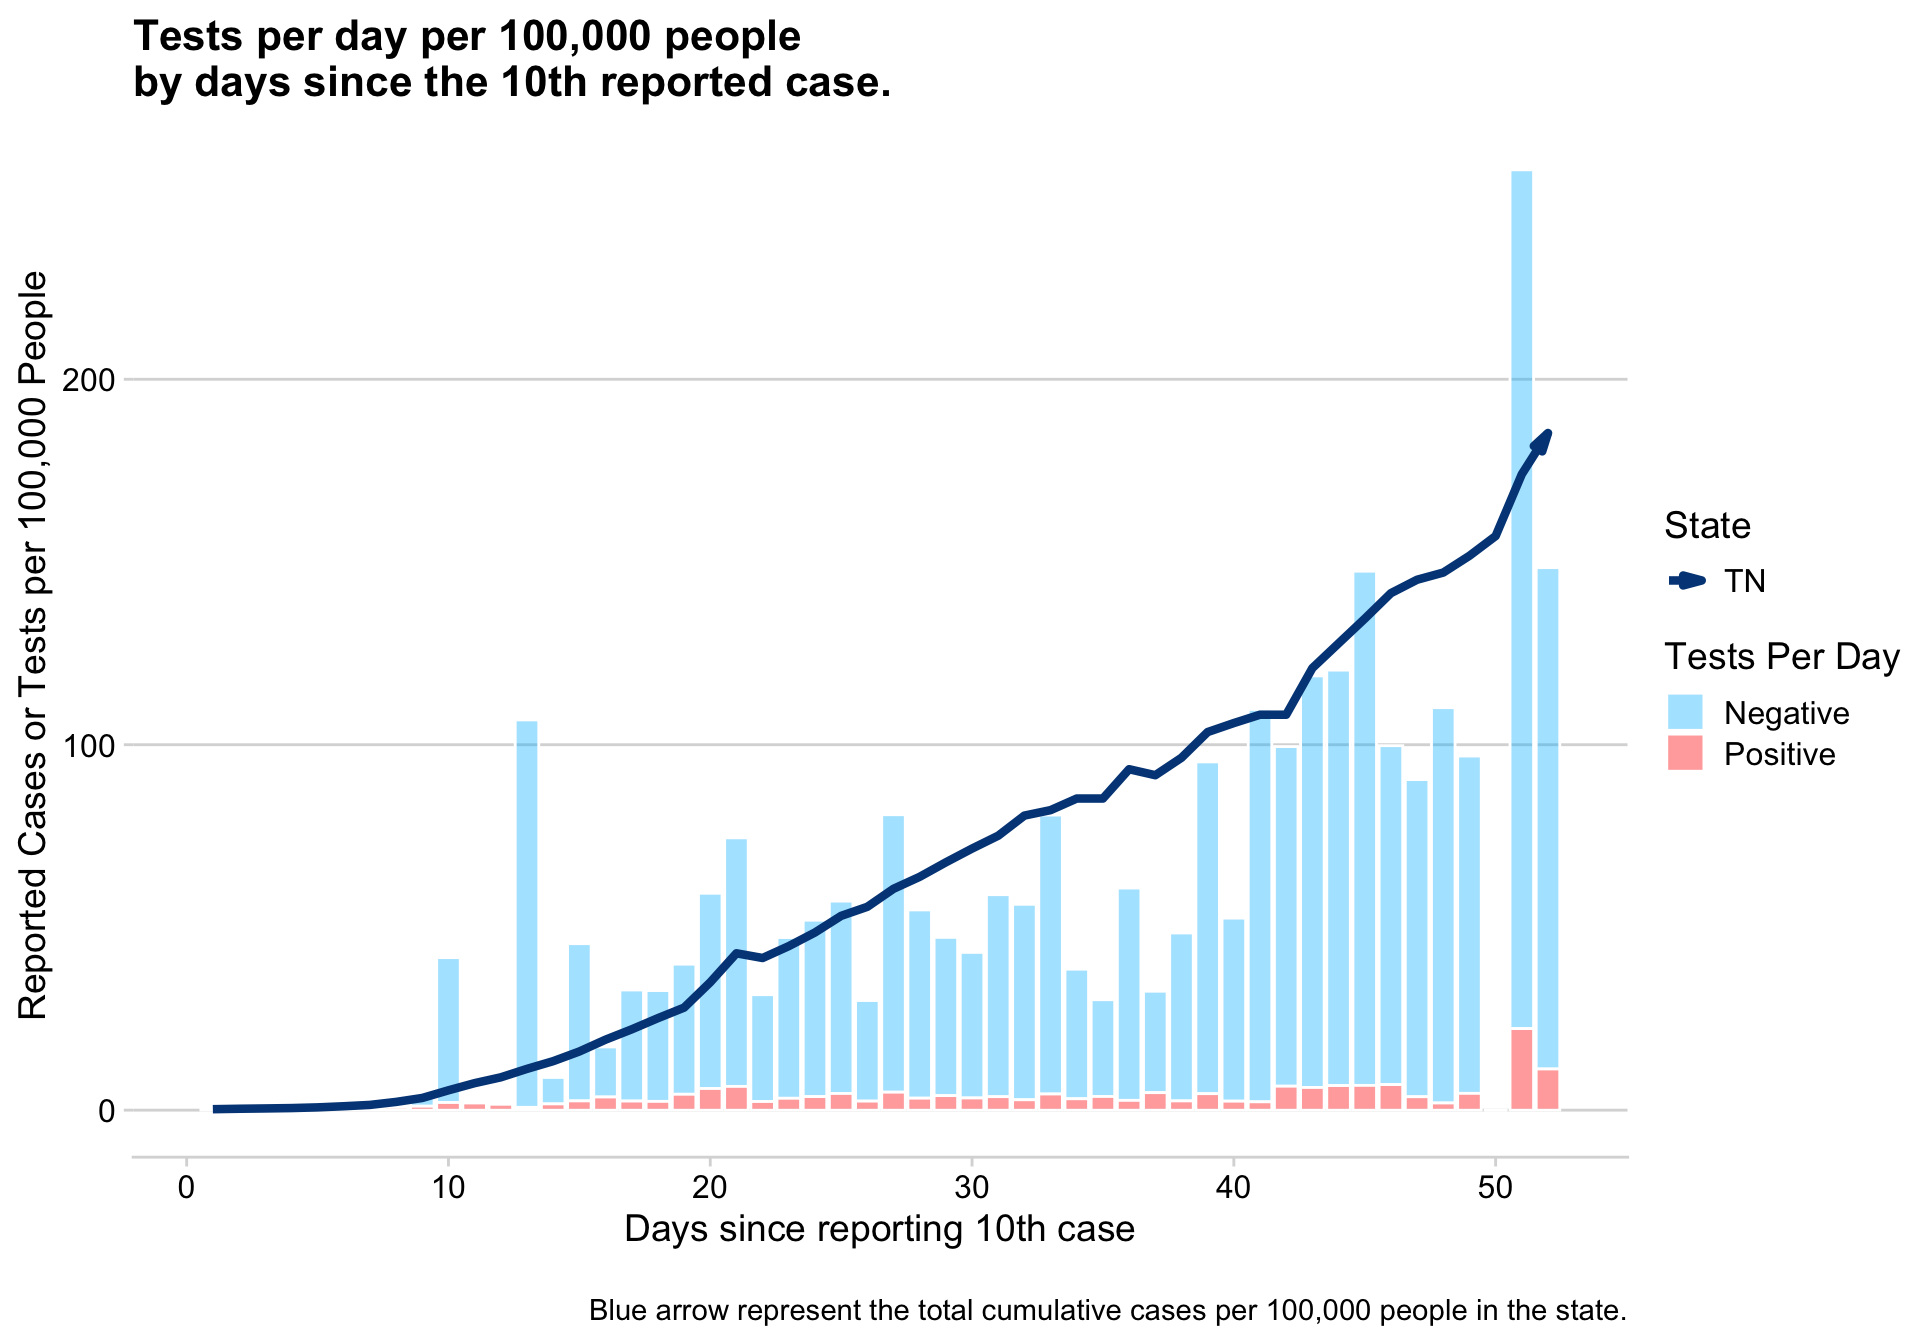 Tests per day per 100,000 people
by days since the 10th reported case.
Reported Cases or Tests per 100,000 People
200
100
0
0 10 20 30 40 50
Days since reporting 10th case
State
TN
Tests Per Day
Negative
Positive
Blue arrow represent the total cumulative cases per 100,000 people in the state.